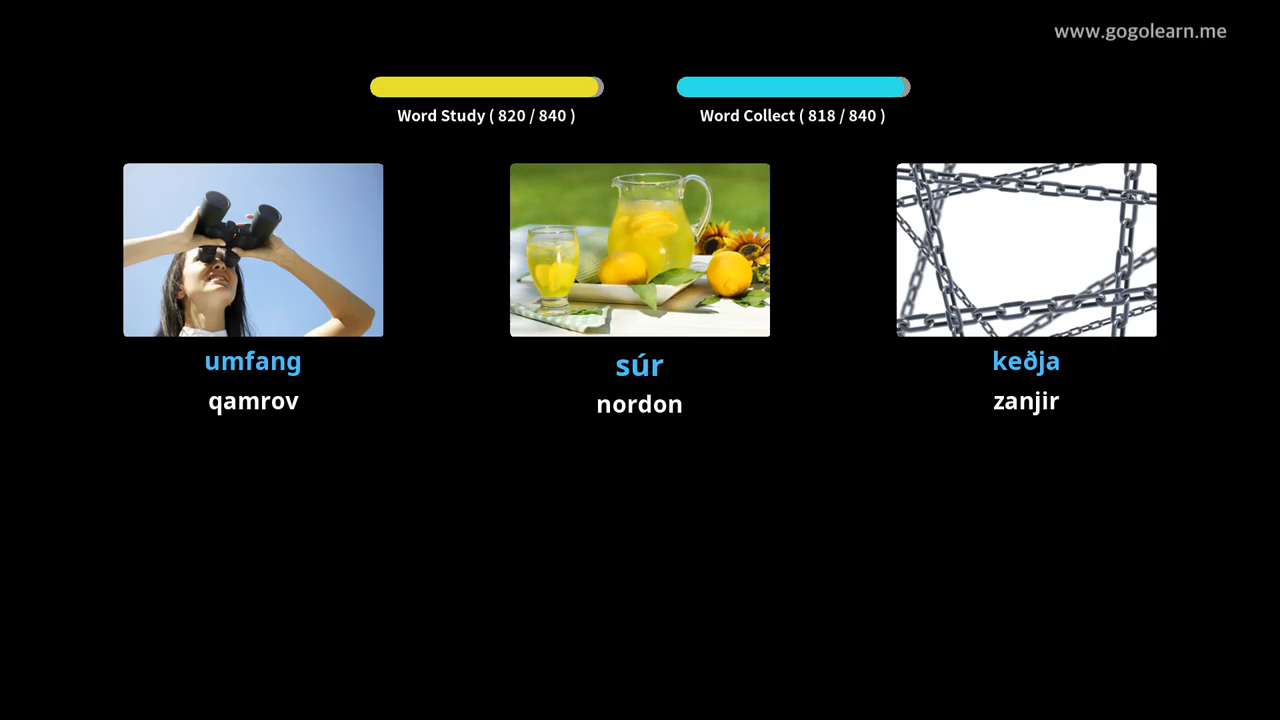 www.gogolearn.me
Word Study ( 820 / 840 )
Word Collect ( 818 / 840 )
umfang
qamrov
súr
nordon
keðja
zanjir